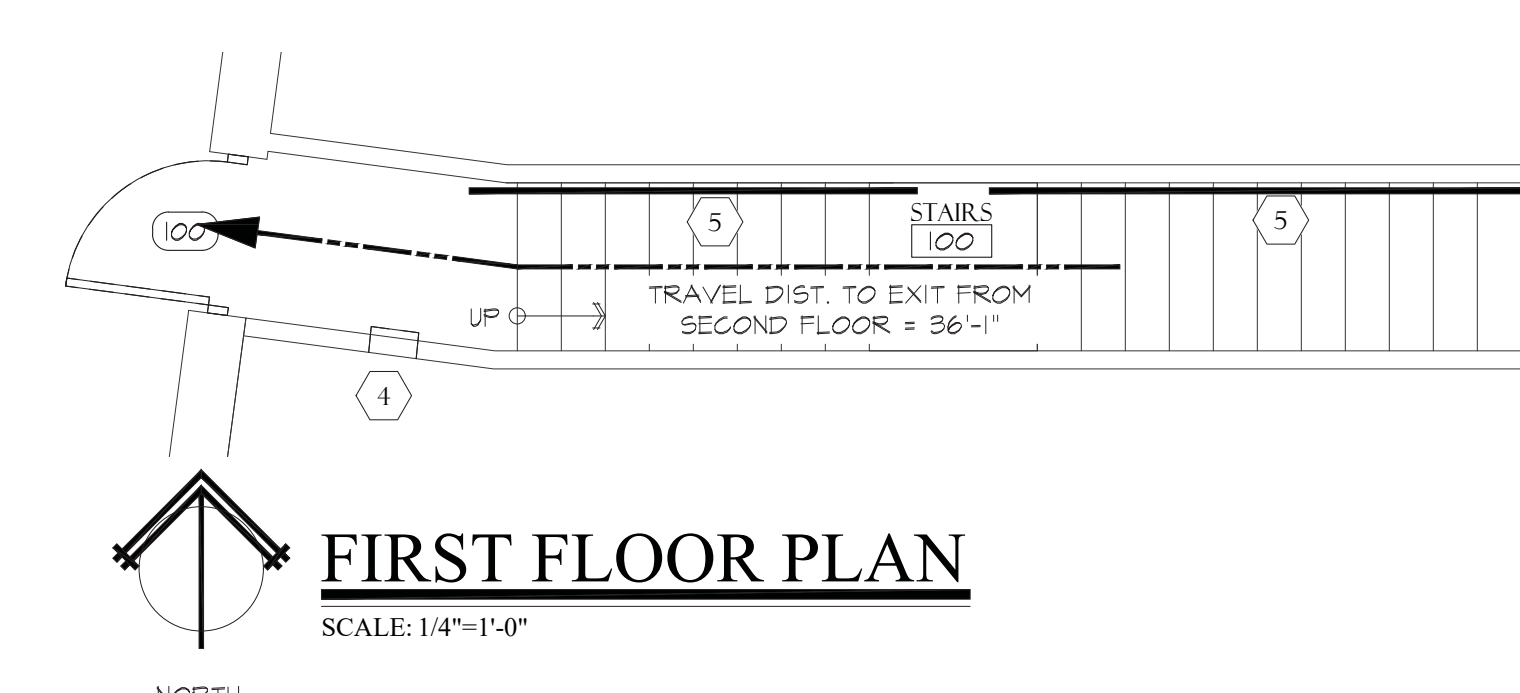 100
5
STAIRS
100
5
TRAVEL DIST. TO EXIT FROM
SECOND FLOOR = 36'-1"
UP
4
FIRST FLOOR PLAN
SCALE: 1/4"=1'-0"
NORTH